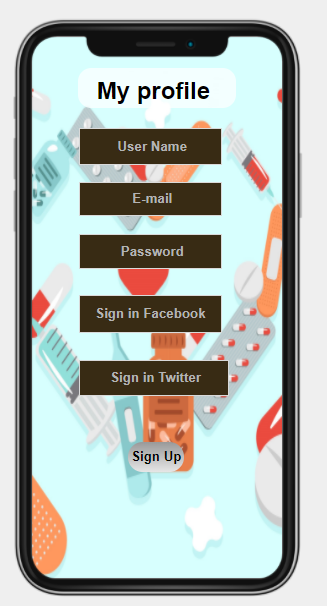 My profile
User Name
E-mail
Password
Sign in Facebook
Sign in Twitter
Sign Up